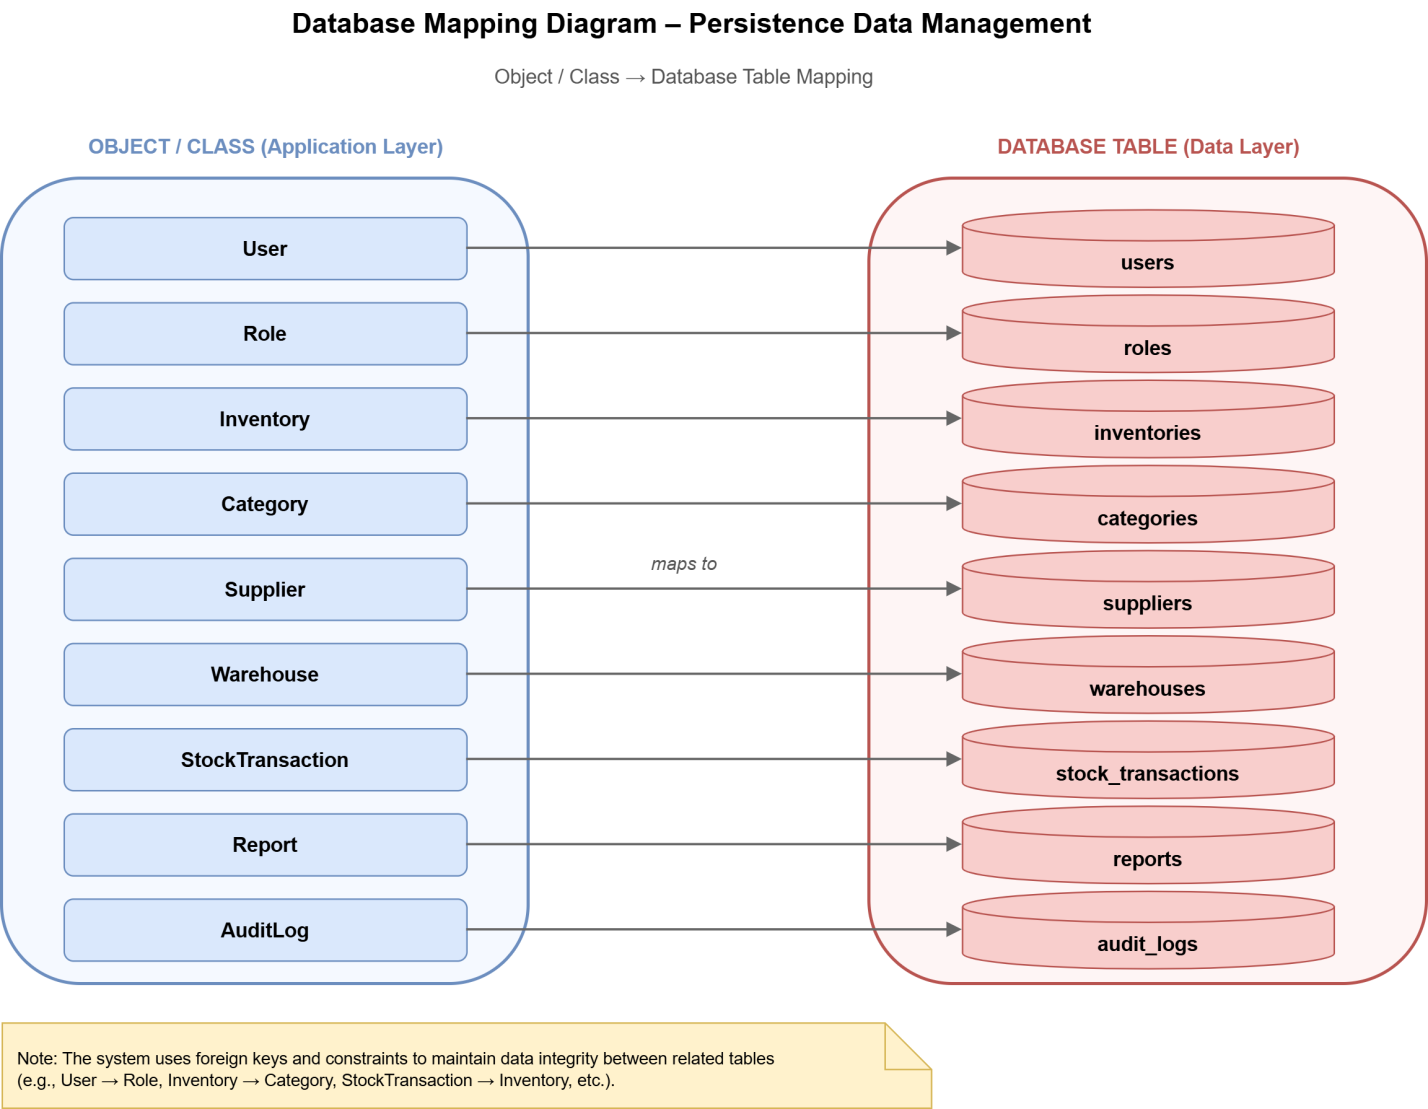 Database Mapping Diagram – Persistence Data Management
Object / Class → Database Table Mapping
OBJECT / CLASS (Application Layer)
DATABASE TABLE (Data Layer)
User
users
Role
roles
Inventory
inventories
Category
categories
maps to
Supplier
suppliers
Warehouse
warehouses
StockTransaction
stock_transactions
Report
reports
AuditLog
audit_logs
Note: The system uses foreign keys and constraints to maintain data integrity between related tables
(e.g., User → Role, Inventory → Category, StockTransaction → Inventory, etc.).